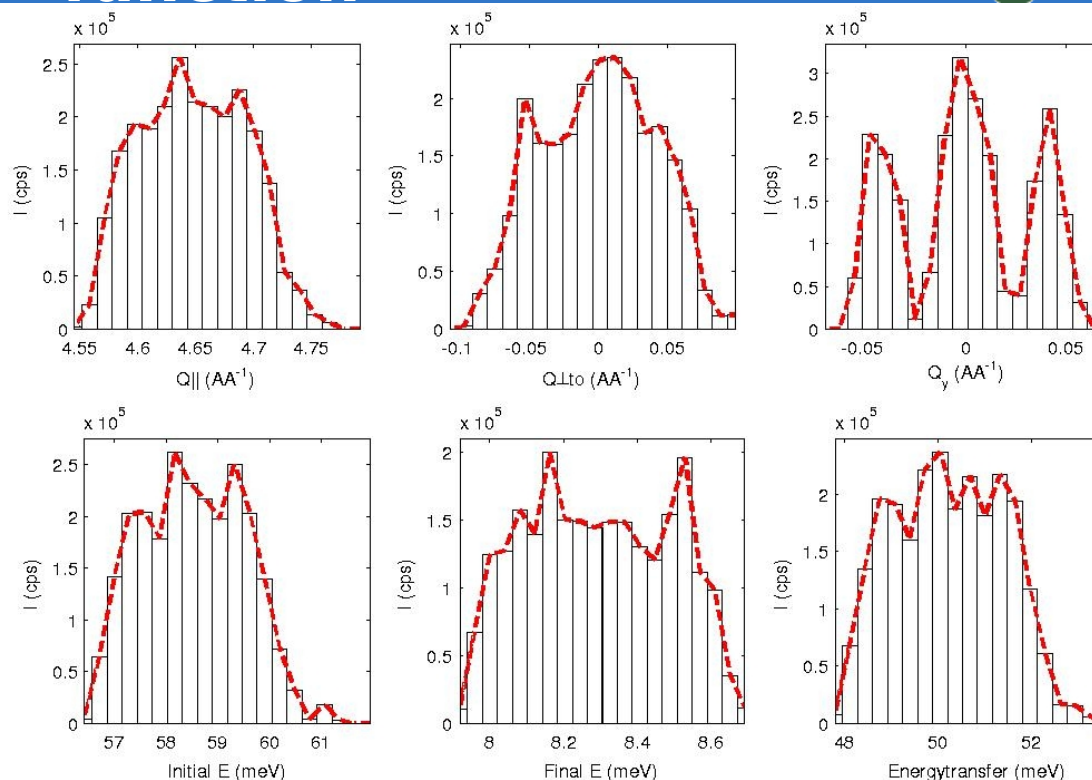 function
x 10^5
2.5
2
1.5
1
0.5
0
I (cps)
4.55 4.6 4.65 4.7 4.75
Q|| (AA^-1)
x 10^5
2
1.5
1
0.5
0
I (cps)
-0.1 -0.05 0 0.05
Q⊥to (AA^-1)
x 10^5
3
2.5
2
1.5
1
0.5
0
I (cps)
-0.05 0 0.05
Q_y (AA^-1)
x 10^5
2.5
2
1.5
1
0.5
0
I (cps)
57 58 59 60 61
Initial E (meV)
x 10^5
2
1.5
1
0.5
0
I (cps)
8 8.2 8.4 8.6
Final E (meV)
x 10^5
2
1.5
1
0.5
0
I (cps)
48 50 52
Energytransfer (meV)